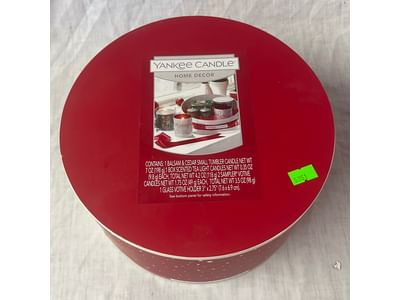 YANKEE CANDLE®
HOME DECOR
CONTAINS: 1 BALSAM & CEDAR SMALL TUMBLER CANDLE NET WT
7 OZ (198 g) 1 BOX SCENTED TEA LIGHT CANDLES NET WT 0.35 OZ
(9.8 g) EACH, TOTAL NET WT 4.2 OZ (118 g) 2 SAMPLER® VOTIVE
CANDLES NET WT 1.75 OZ (49 g) EACH, TOTAL NET WT 3.5 OZ (98 g)
1 GLASS VOTIVE HOLDER 3" x 2.75" (7.6 x 6.9 cm)
See bottom panel for safety information.